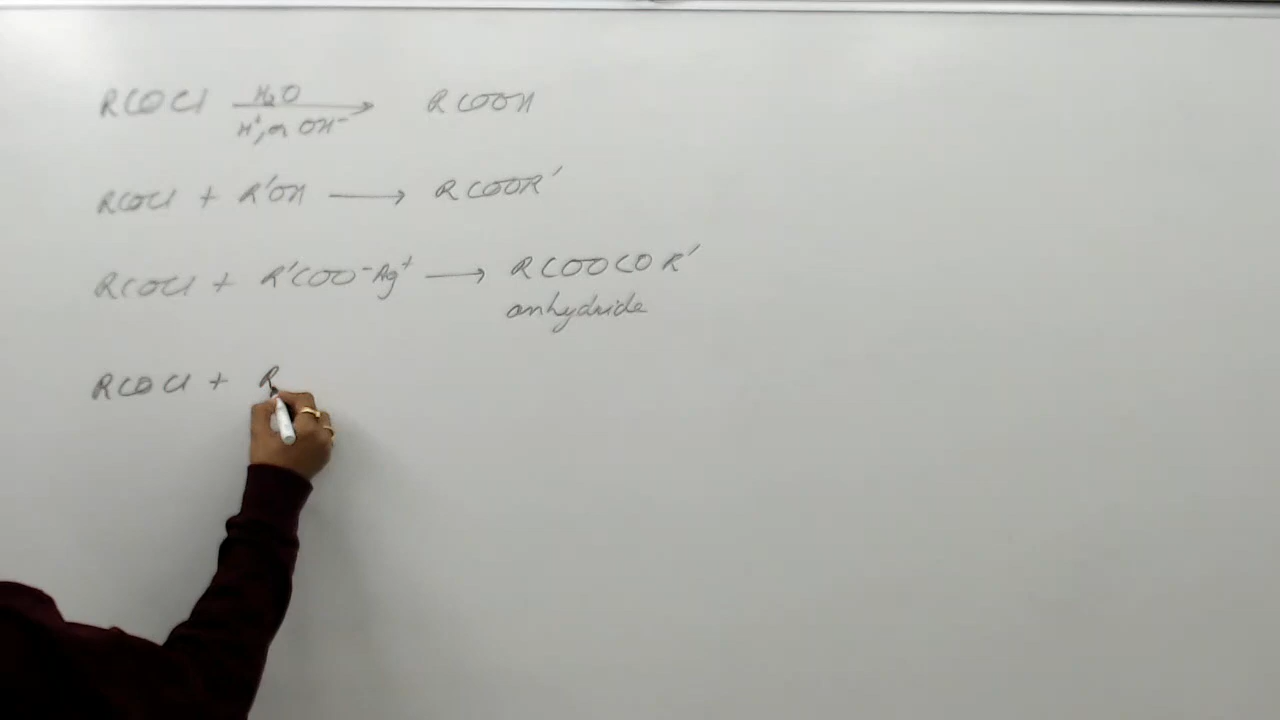 RCOCl H₂O RCOOH
H⁺, or OH⁻
RCOCl + R'OH ⟶ RCOOR'
RCOCl + R'COO⁻Ag⁺ ⟶ RCOOCOR'
anhydride
RCOCl + R